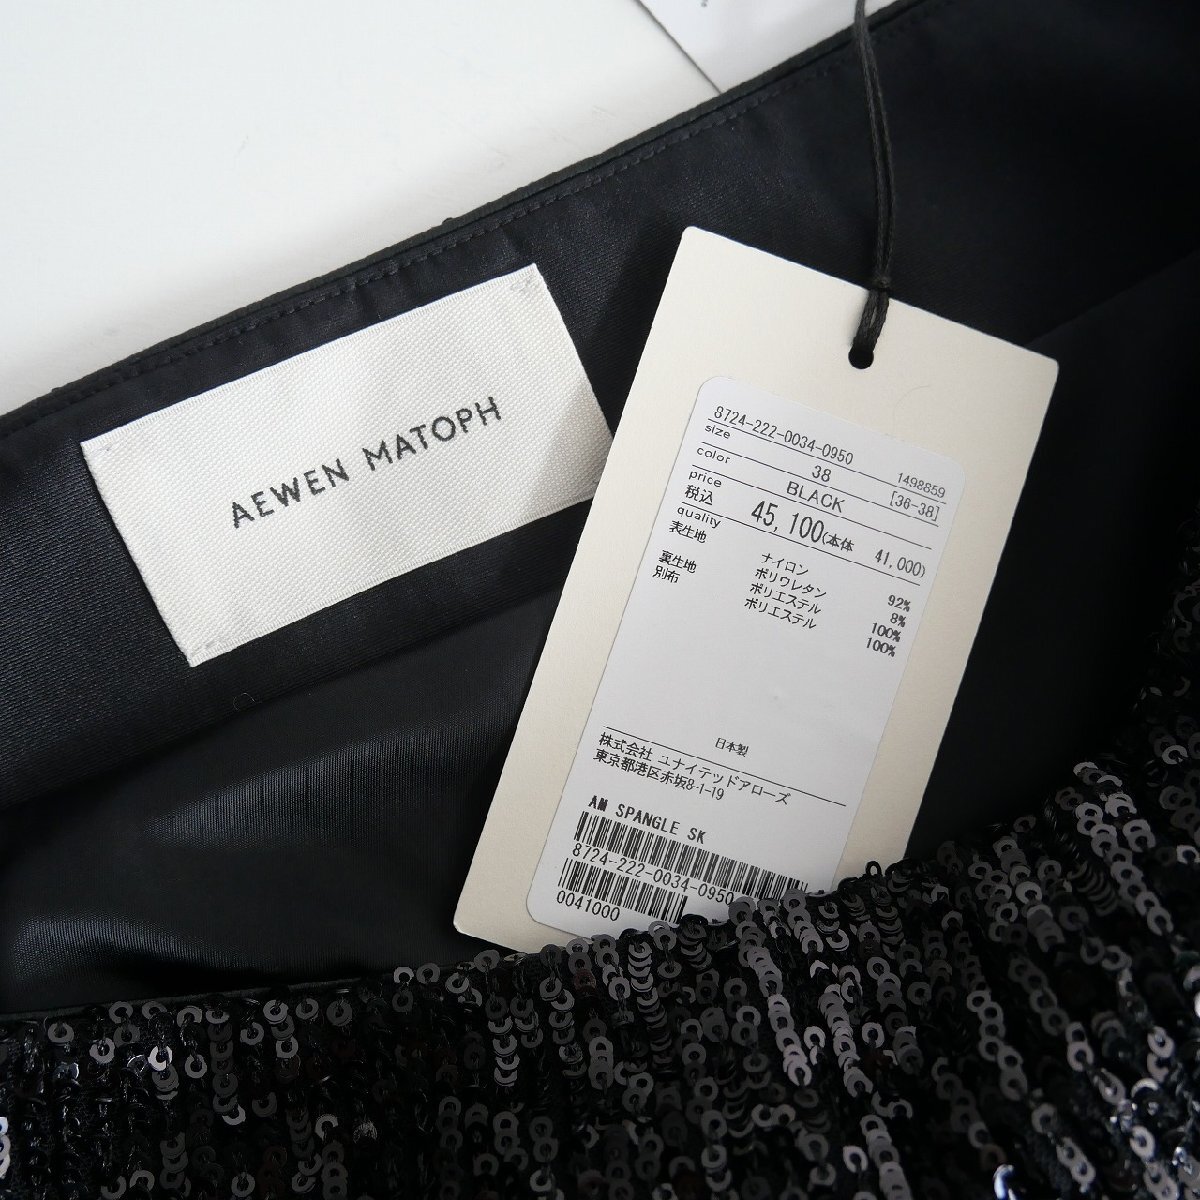 AEWEN MATOPH
8724-222-0034-0950
size 38 1498859
color BLACK [36-38]
price
税込 45,100(本体 41,000)
quality
表生地 ナイロン 92%
ポリウレタン 8%
裏生地 ポリエステル 100%
別布 ポリエステル 100%
日本製
株式会社 ユナイテッドアローズ
東京都港区赤坂8-1-19
AM SPANGLE SK
8724-222-0034-0950
0041000